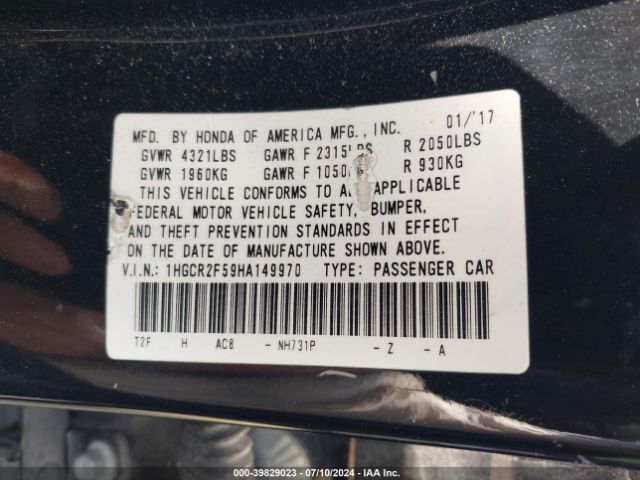 MFD. BY HONDA OF AMERICA MFG., INC. 01/'17
GVWR 4321LBS GAWR F 2315LBS R 2050LBS
GVWR 1960KG GAWR F 1050 R 930KG
THIS VEHICLE CONFORMS TO APPLICABLE
FEDERAL MOTOR VEHICLE SAFETY, BUMPER,
AND THEFT PREVENTION STANDARDS IN EFFECT
ON THE DATE OF MANUFACTURE SHOWN ABOVE.
V.I.N.: 1HGCR2F59HA149970 TYPE: PASSENGER CAR
T2F H AC8 - NH731P - Z - A
000-39829023 - 07/10/2024 - IAA Inc.